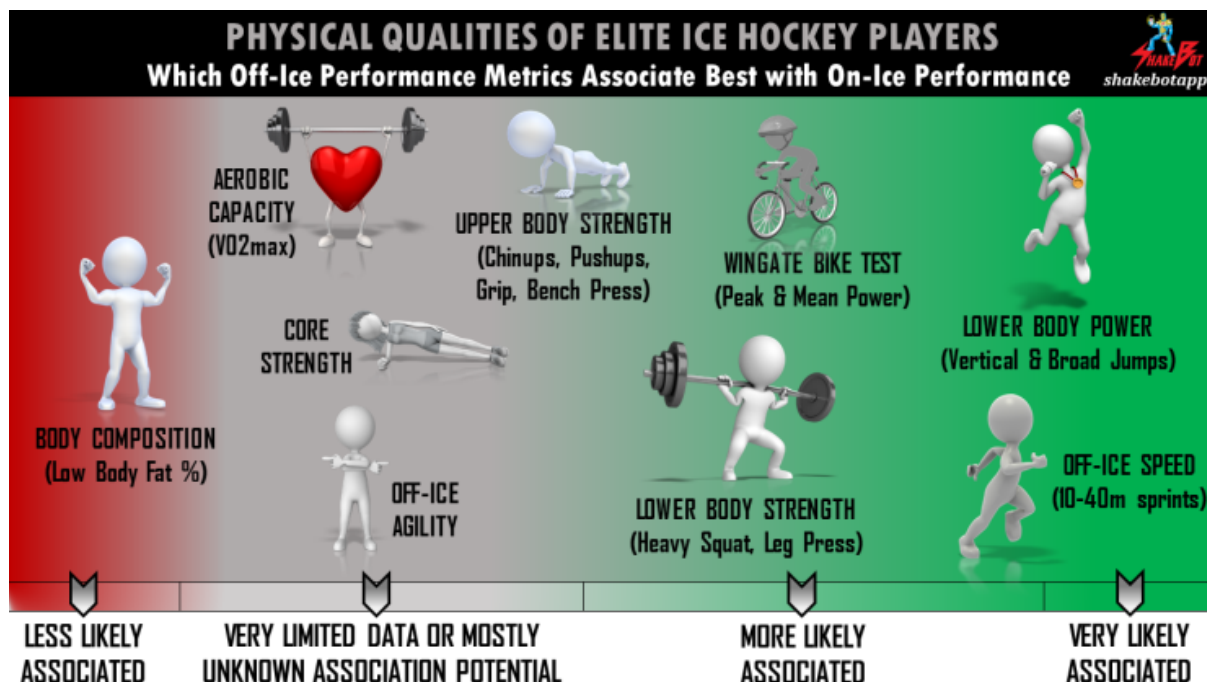 PHYSICAL QUALITIES OF ELITE ICE HOCKEY PLAYERS
Which Off-Ice Performance Metrics Associate Best with On-Ice Performance
SHAKEBOT
shakebotapp
AEROBIC
CAPACITY
(VO2max)
UPPER BODY STRENGTH
(Chinups, Pushups,
Grip, Bench Press)
WINGATE BIKE TEST
(Peak & Mean Power)
LOWER BODY POWER
(Vertical & Broad Jumps)
CORE
STRENGTH
BODY COMPOSITION
(Low Body Fat %)
OFF-ICE
AGILITY
LOWER BODY STRENGTH
(Heavy Squat, Leg Press)
OFF-ICE SPEED
(10-40m sprints)
LESS LIKELY
ASSOCIATED
VERY LIMITED DATA OR MOSTLY
UNKNOWN ASSOCIATION POTENTIAL
MORE LIKELY
ASSOCIATED
VERY LIKELY
ASSOCIATED